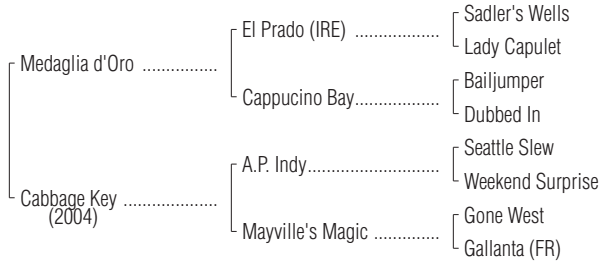 Sadler's Wells
El Prado (IRE) ..................
Lady Capulet
Medaglia d'Oro ................
Bailjumper
Cappucino Bay..................
Dubbed In
Seattle Slew
A.P. Indy.........................
Weekend Surprise
Cabbage Key ....................
(2004)
Gone West
Mayville's Magic ..............
Gallanta (FR)